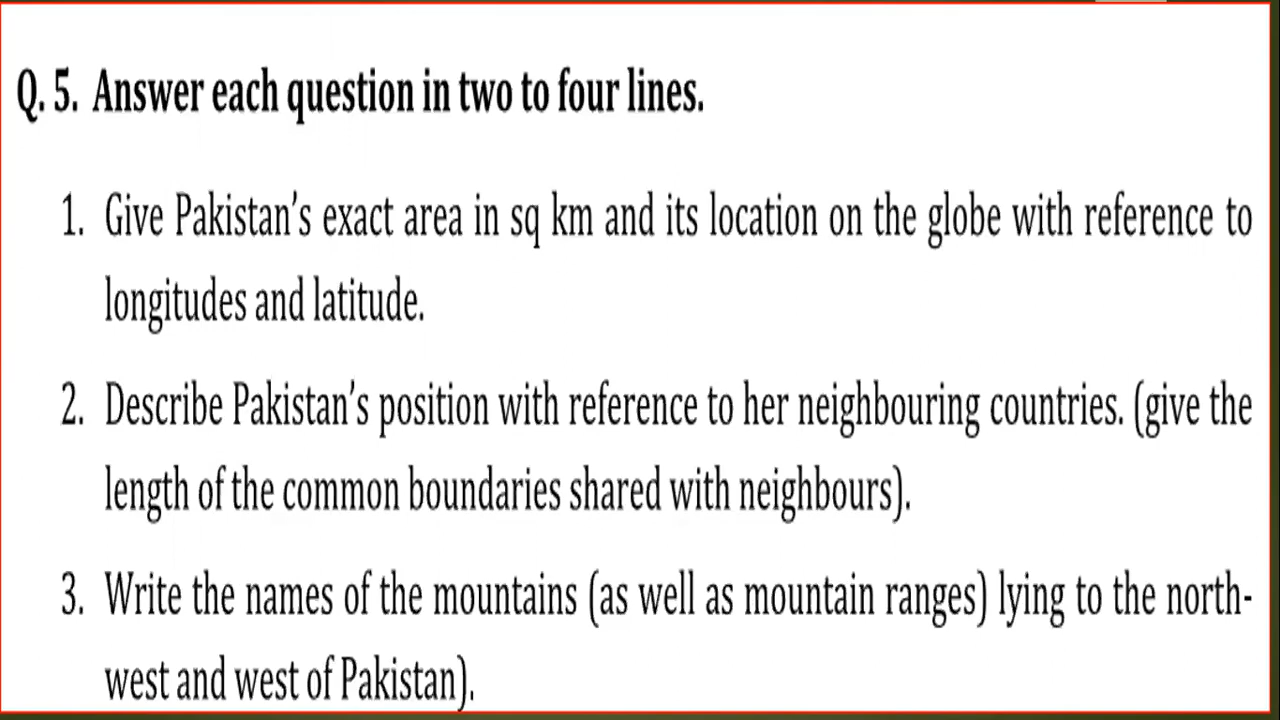 Q. 5. Answer each question in two to four lines.
1. Give Pakistan’s exact area in sq km and its location on the globe with reference to
longitudes and latitude.
2. Describe Pakistan’s position with reference to her neighbouring countries. (give the
length of the common boundaries shared with neighbours).
3. Write the names of the mountains (as well as mountain ranges) lying to the north-
west and west of Pakistan).